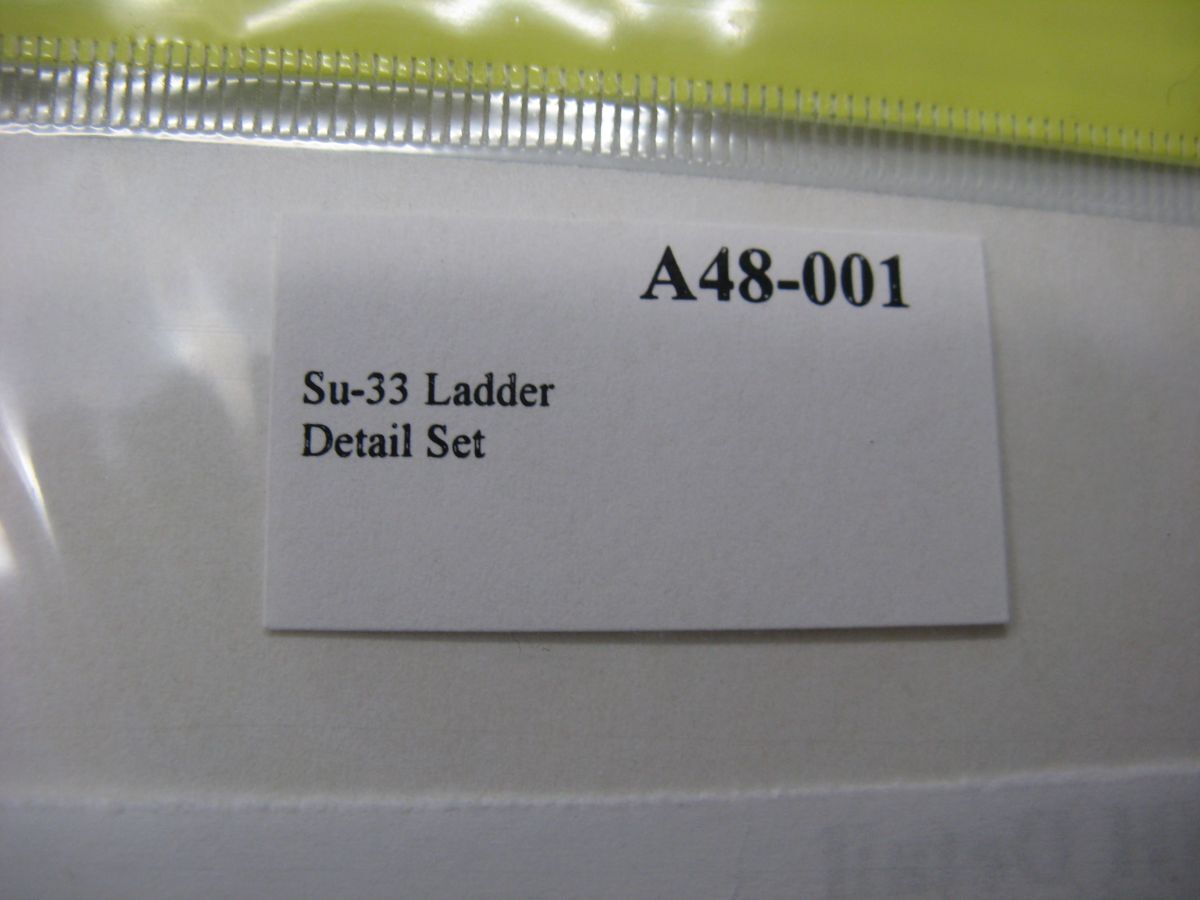 A48-001
Su-33 Ladder
Detail Set